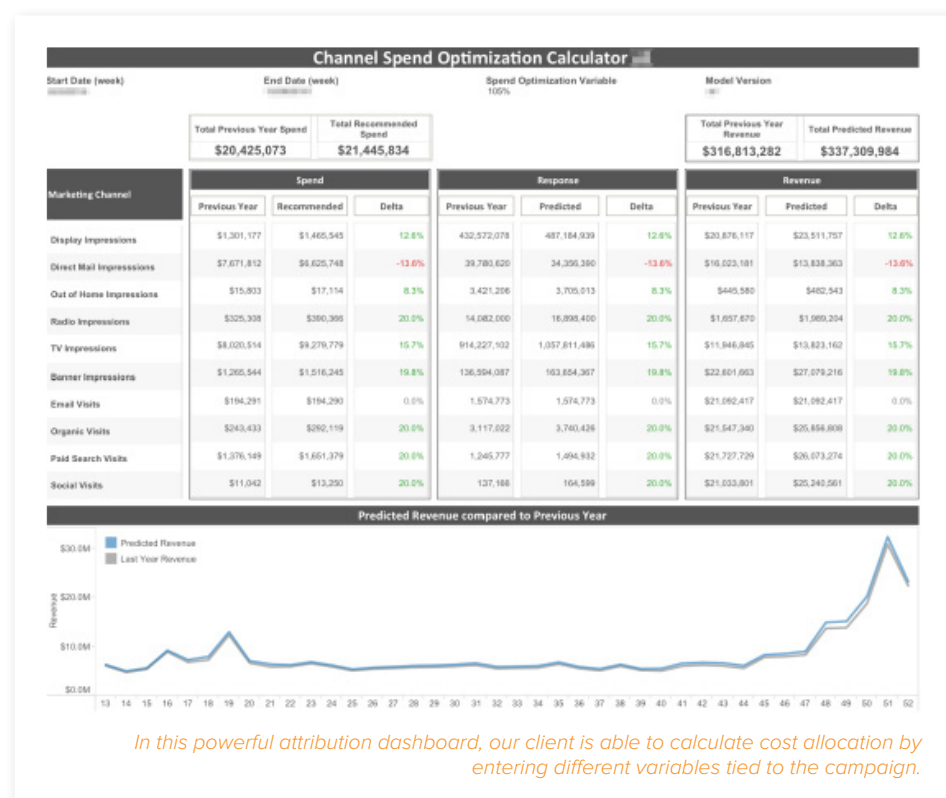 Channel Spend Optimization Calculator
Start Date (week) End Date (week) Spend Optimization Variable Model Version
105%
Total Previous Year Spend Total Recommended Spend Total Previous Year Revenue Total Predicted Revenue
$20,425,073 $21,445,834 $316,813,282 $337,309,984
Marketing Channel Spend Response Revenue
Previous Year Recommended Delta Previous Year Predicted Delta Previous Year Predicted Delta
Display Impressions $1,301,177 $1,465,545 12.6% 432,572,078 487,184,939 12.6% $20,876,117 $23,511,757 12.6%
Direct Mail Impresssions $7,671,812 $6,625,748 -13.6% 39,780,620 34,356,390 -13.6% $16,023,181 $13,838,363 -13.6%
Out of Home Impressions $15,803 $17,114 8.3% 3,421,206 3,705,013 8.3% $445,580 $482,543 8.3%
Radio Impressions $325,308 $390,366 20.0% 14,082,000 16,898,400 20.0% $1,657,670 $1,989,204 20.0%
TV Impressions $8,020,514 $9,279,779 15.7% 914,227,102 1,057,811,486 15.7% $11,946,845 $13,823,162 15.7%
Banner Impressions $1,265,544 $1,516,245 19.8% 136,594,087 163,654,367 19.8% $22,601,663 $27,079,216 19.8%
Email Visits $194,291 $194,290 0.0% 1,574,773 1,574,773 0.0% $21,092,417 $21,092,417 0.0%
Organic Visits $243,433 $292,119 20.0% 3,117,022 3,740,426 20.0% $21,547,340 $25,856,808 20.0%
Paid Search Visits $1,376,149 $1,651,379 20.0% 1,245,777 1,494,932 20.0% $21,727,729 $26,073,274 20.0%
Social Visits $11,042 $13,250 20.0% 137,166 164,599 20.0% $21,033,801 $25,240,561 20.0%
Predicted Revenue compared to Previous Year
Predicted Revenue
Last Year Revenue
Revenue
$30.0M
$20.0M
$10.0M
$0.0M
13 14 15 16 17 18 19 20 21 22 23 24 25 26 27 28 29 30 31 32 33 34 35 36 37 38 39 40 41 42 43 44 45 46 47 48 49 50 51 52
In this powerful attribution dashboard, our client is able to calculate cost allocation by
entering different variables tied to the campaign.